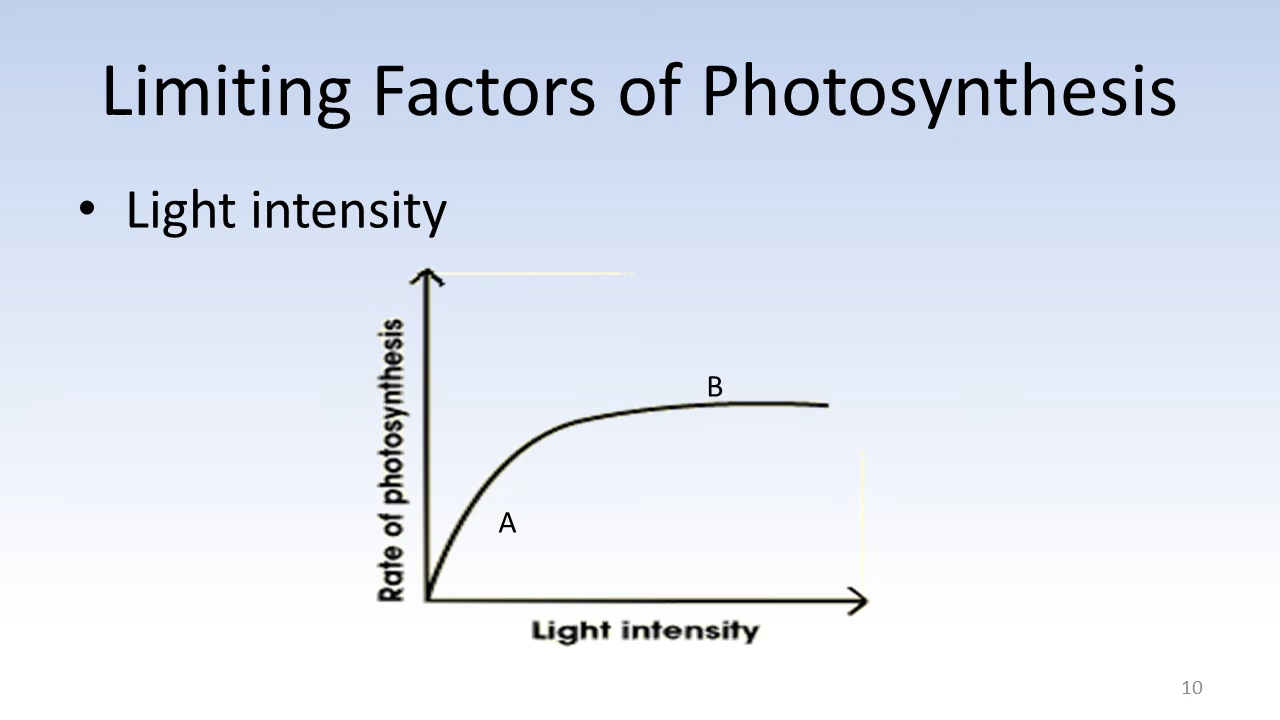 Limiting Factors of Photosynthesis
• Light intensity
Rate of photosynthesis
B
A
Light intensity
10